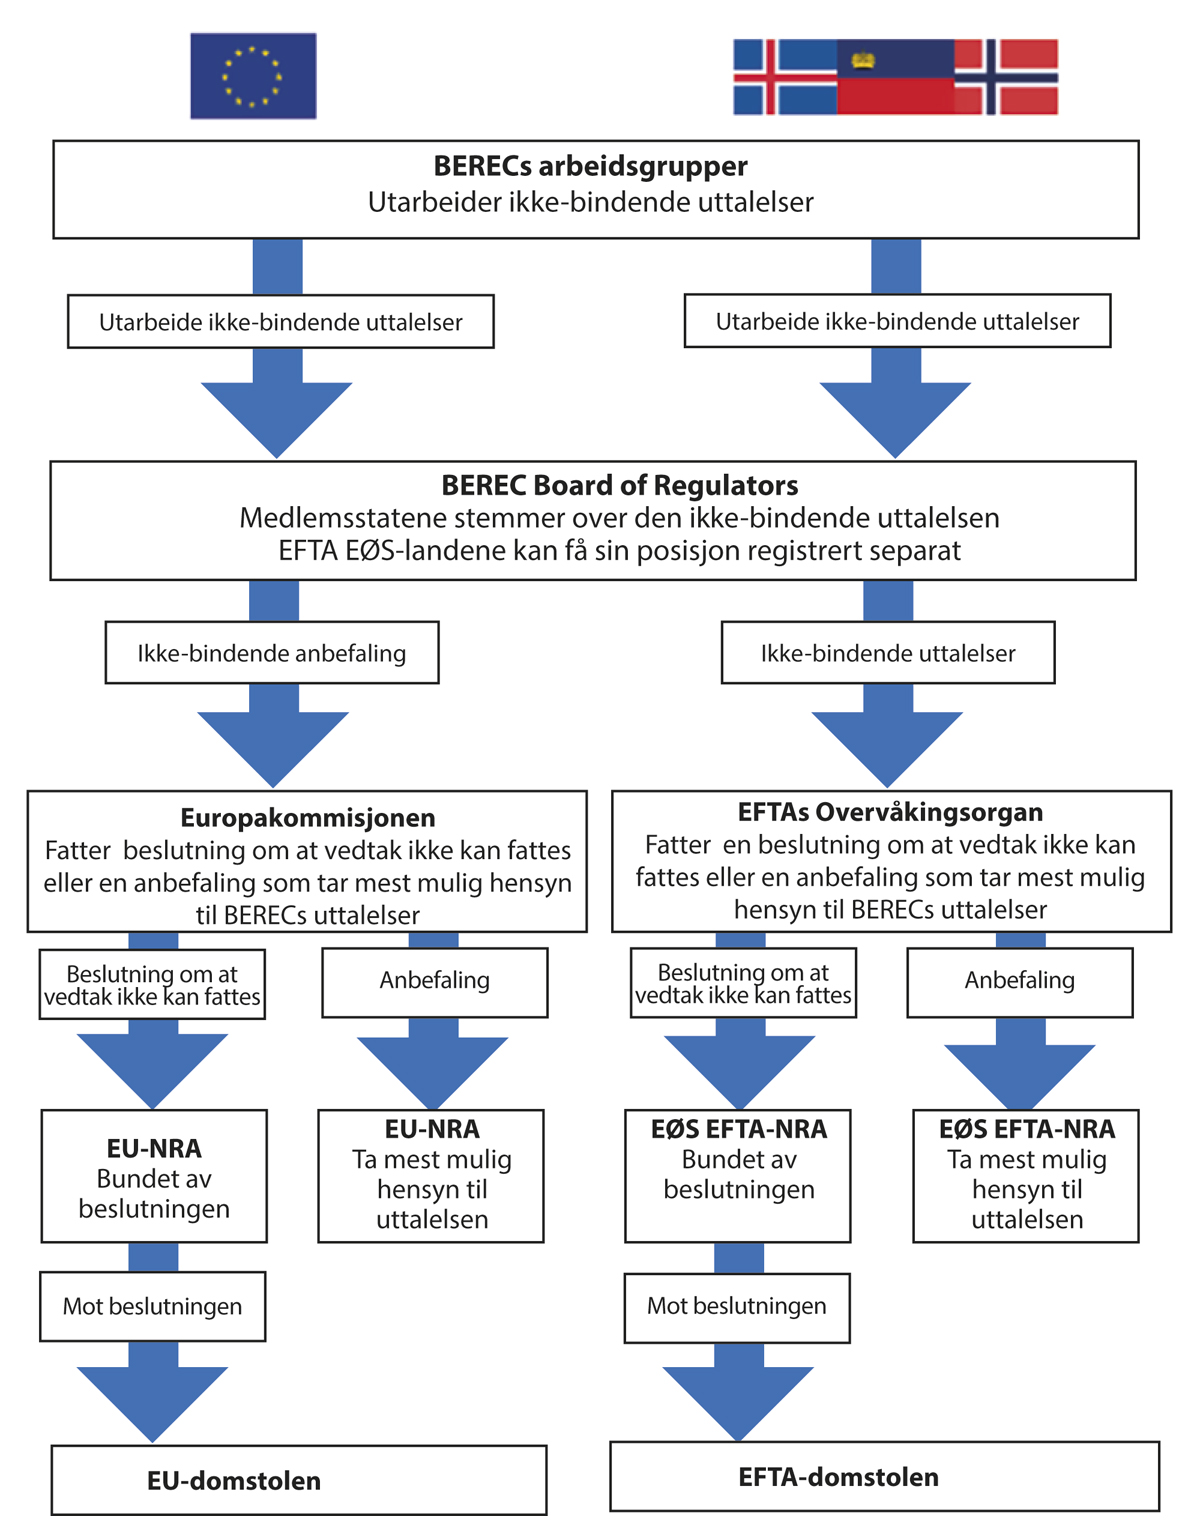 BERECs arbeidsgrupper
Utarbeider ikke-bindende uttalelser
Utarbeide ikke-bindende uttalelser
Utarbeide ikke-bindende uttalelser
BEREC Board of Regulators
Medlemsstatene stemmer over den ikke-bindende uttalelsen
EFTA EØS-landene kan få sin posisjon registrert separat
Ikke-bindende anbefaling
Ikke-bindende uttalelser
Europakommisjonen
Fatter beslutning om at vedtak ikke kan fattes
eller en anbefaling som tar mest mulig hensyn
til BERECs uttalelser
EFTAs Overvåkingsorgan
Fatter en beslutning om at vedtak ikke kan
fattes eller en anbefaling som tar mest mulig
hensyn til BERECs uttalelser
Beslutning om at
vedtak ikke kan fattes
Anbefaling
Beslutning om at
vedtak ikke kan fattes
Anbefaling
EU-NRA
Bundet av
beslutningen
EU-NRA
Ta mest mulig
hensyn til
uttalelsen
EØS EFTA-NRA
Bundet av
beslutningen
EØS EFTA-NRA
Ta mest mulig
hensyn til
uttalelsen
Mot beslutningen
Mot beslutningen
EU-domstolen
EFTA-domstolen